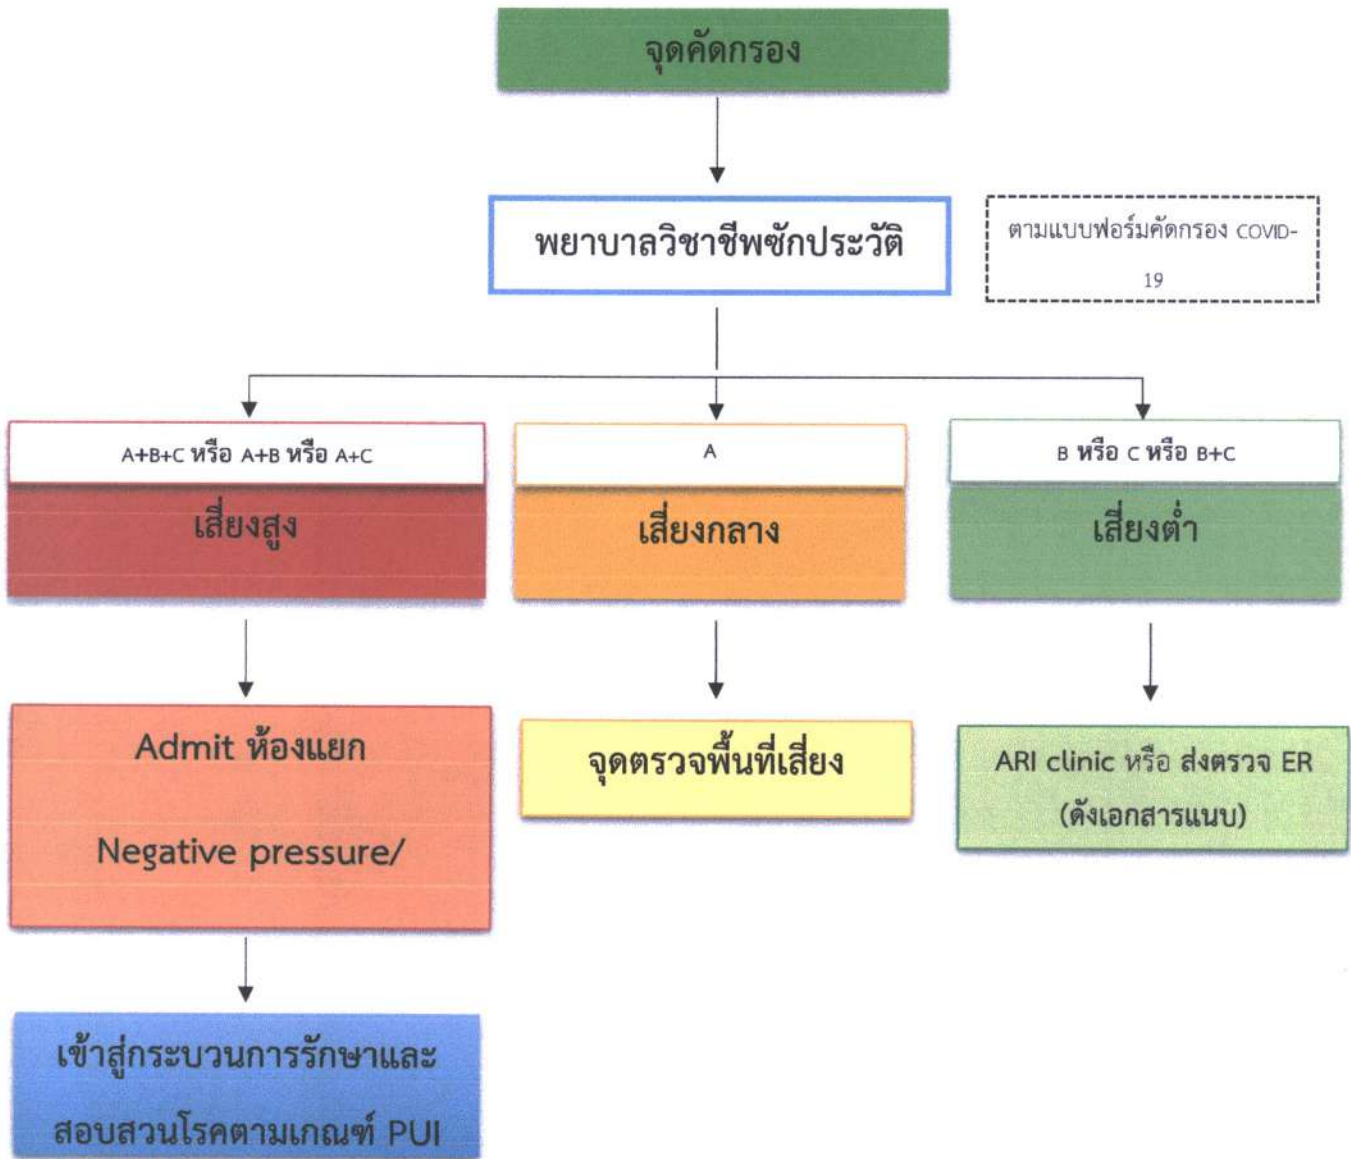 จุดคัดกรอง
พยาบาลวิชาชีพซักประวัติ
ตามแบบฟอร์มคัดกรอง COVID-
19
A+B+C หรือ A+B หรือ A+C
เสี่ยงสูง
A
เสี่ยงกลาง
B หรือ C หรือ B+C
เสี่ยงต่ำ
Admit ห้องแยก
Negative pressure/
จุดตรวจพื้นที่เสี่ยง
ARI clinic หรือ ส่งตรวจ ER
(ดังเอกสารแนบ)
เข้าสู่กระบวนการรักษาและ
สอบสวนโรคตามเกณฑ์ PUI